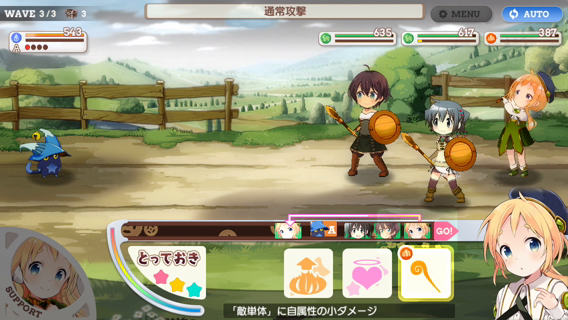 WAVE 3/3
3
通常攻撃
MENU
AUTO
543
A
635
617
387
A
GO!
とっておき
SUPPORT
「敵単体」に自属性の小ダメージ